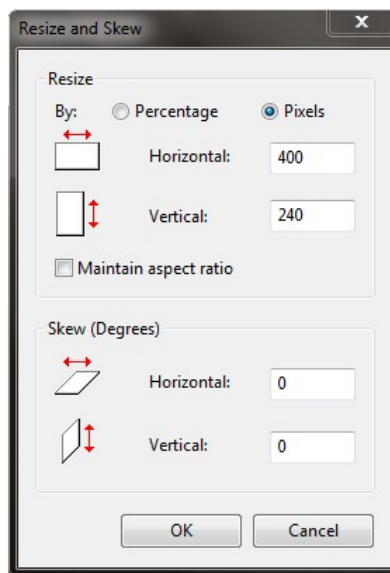 Resize and Skew
Resize
By: Percentage Pixels
Horizontal: 400
Vertical: 240
Maintain aspect ratio
Skew (Degrees)
Horizontal: 0
Vertical: 0
OK Cancel